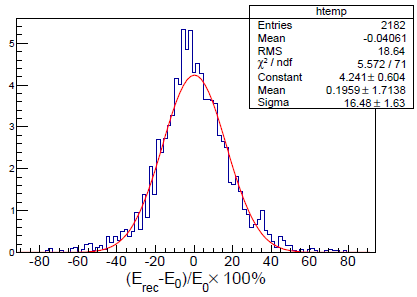 htemp
Entries 2182
Mean -0.04061
RMS 18.64
χ² / ndf 5.572 / 71
Constant 4.241 ± 0.604
Mean 0.1959 ± 1.7138
Sigma 16.48 ± 1.63
5
4
3
2
1
0
-80 -60 -40 -20 0 20 40 60 80
(E_rec-E_0)/E_0× 100%